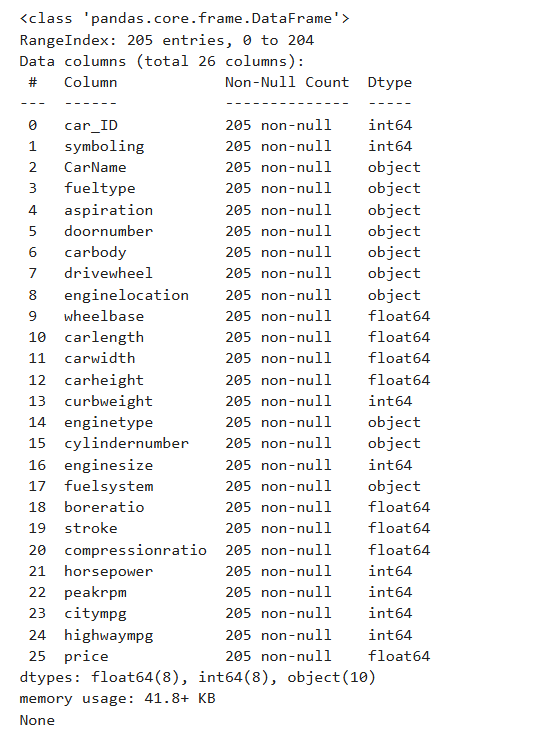 <class 'pandas.core.frame.DataFrame'>
RangeIndex: 205 entries, 0 to 204
Data columns (total 26 columns):
 #   Column            Non-Null Count  Dtype
---  ------            --------------  -----
 0   car_ID            205 non-null    int64
 1   symboling         205 non-null    int64
 2   CarName           205 non-null    object
 3   fueltype          205 non-null    object
 4   aspiration        205 non-null    object
 5   doornumber        205 non-null    object
 6   carbody           205 non-null    object
 7   drivewheel        205 non-null    object
 8   enginelocation    205 non-null    object
 9   wheelbase         205 non-null    float64
 10  carlength         205 non-null    float64
 11  carwidth          205 non-null    float64
 12  carheight         205 non-null    float64
 13  curbweight        205 non-null    int64
 14  enginetype        205 non-null    object
 15  cylindernumber    205 non-null    object
 16  enginesize        205 non-null    int64
 17  fuelsystem        205 non-null    object
 18  boreratio         205 non-null    float64
 19  stroke            205 non-null    float64
 20  compressionratio  205 non-null    float64
 21  horsepower        205 non-null    int64
 22  peakrpm           205 non-null    int64
 23  citympg           205 non-null    int64
 24  highwaympg        205 non-null    int64
 25  price             205 non-null    float64
dtypes: float64(8), int64(8), object(10)
memory usage: 41.8+ KB
None